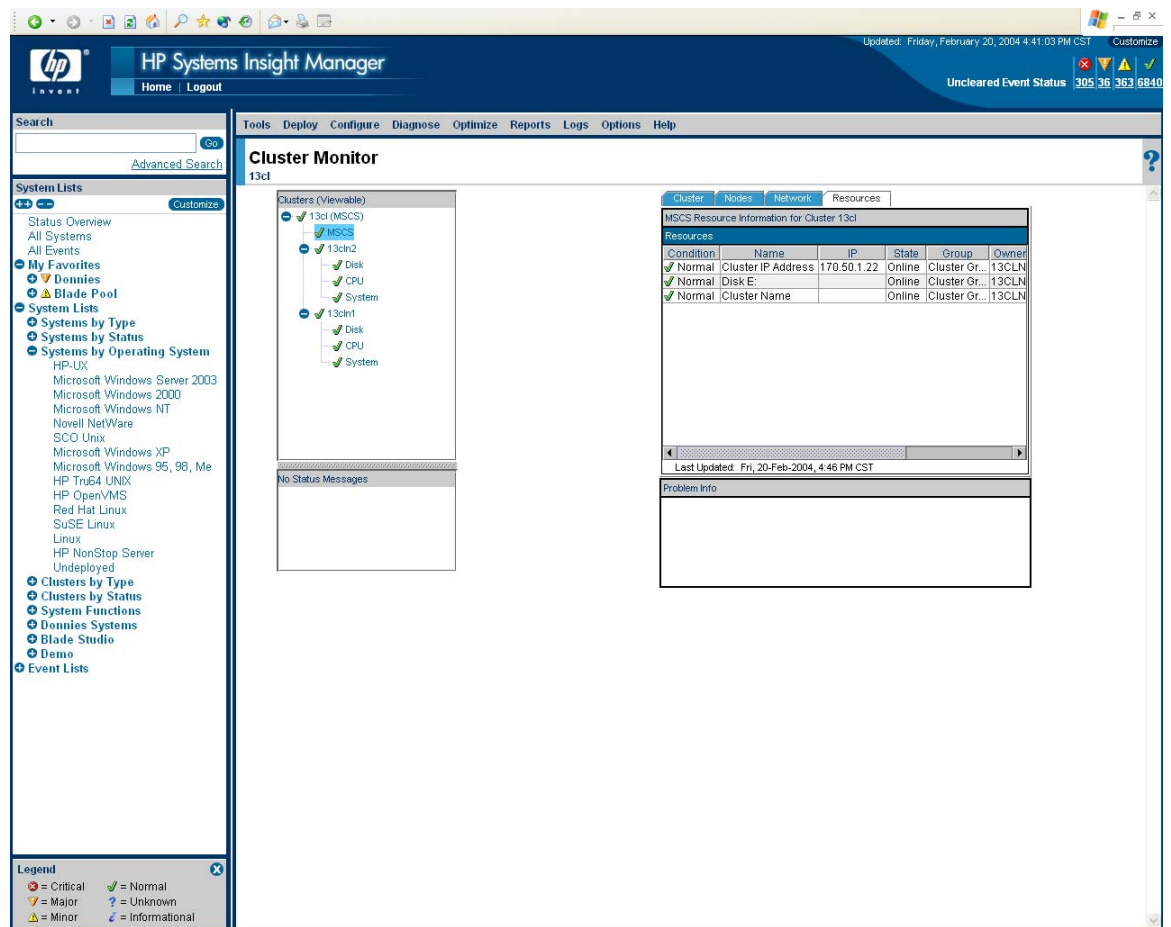 Updated: Friday, February 20, 2004 4:41:03 PM CST Customize
hp
invent
HP Systems Insight Manager
Home | Logout
Uncleared Event Status 305 36 363 6840
Search
Go
Advanced Search
Tools Deploy Configure Diagnose Optimize Reports Logs Options Help
Cluster Monitor
13cl
?
System Lists
Customize
Status Overview
All Systems
All Events
My Favorites
Donnies
Blade Pool
System Lists
Systems by Type
Systems by Status
Systems by Operating System
HP-UX
Microsoft Windows Server 2003
Microsoft Windows 2000
Microsoft Windows NT
Novell NetWare
SCO Unix
Microsoft Windows XP
Microsoft Windows 95, 98, Me
HP Tru64 UNIX
HP OpenVMS
Red Hat Linux
SuSE Linux
Linux
HP NonStop Server
Undeployed
Clusters by Type
Clusters by Status
System Functions
Donnies Systems
Blade Studio
Demo
Event Lists
Clusters (Viewable)
13cl (MSCS)
MSCS
13cln2
Disk
CPU
System
13cln1
Disk
CPU
System
No Status Messages
Cluster Nodes Network Resources
MSCS Resource Information for Cluster 13cl
Resources
Condition Name IP State Group Owner
Normal Cluster IP Address 170.50.1.22 Online Cluster Gr... 13CLN
Normal Disk E: Online Cluster Gr... 13CLN
Normal Cluster Name Online Cluster Gr... 13CLN
Last Updated: Fri, 20-Feb-2004, 4:46 PM CST
Problem Info
Legend
= Critical = Normal
= Major ? = Unknown
= Minor i = Informational